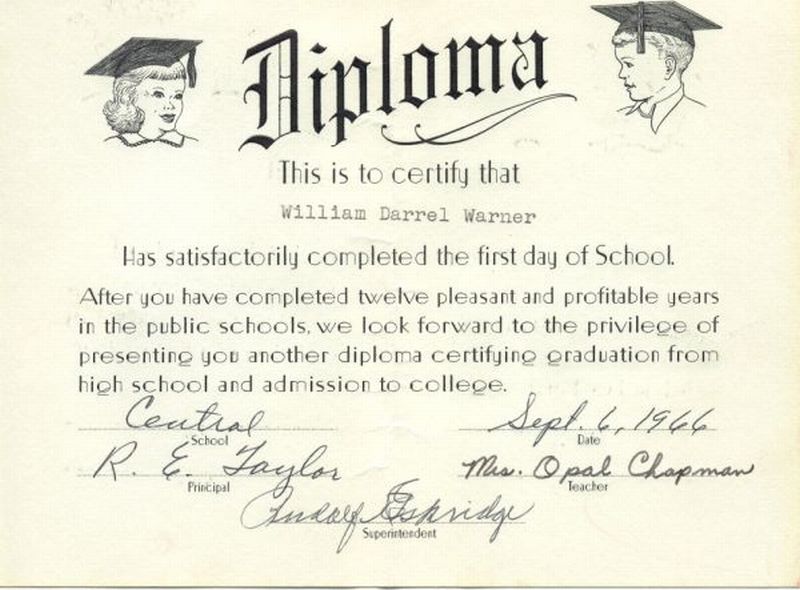 Diploma
This is to certify that
William Darrel Warner
Has satisfactorily completed the first day of School.
After you have completed twelve pleasant and profitable years
in the public schools, we look forward to the privilege of
presenting you another diploma certifying graduation from
high school and admission to college.
Central Sept. 6, 1966
School Date
R. E. Taylor Mrs. Opal Chapman
Principal Teacher
Rudolf Eskridge
Superintendent